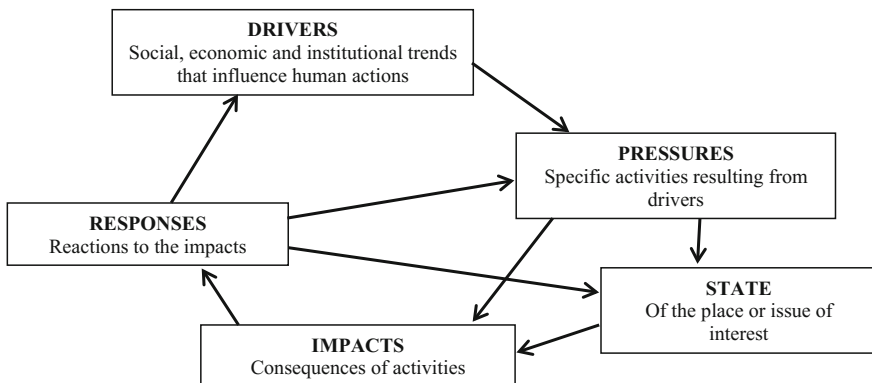 DRIVERS
Social, economic and institutional trends
that influence human actions
PRESSURES
Specific activities resulting from
drivers
RESPONSES
Reactions to the impacts
STATE
Of the place or issue of
interest
IMPACTS
Consequences of activities